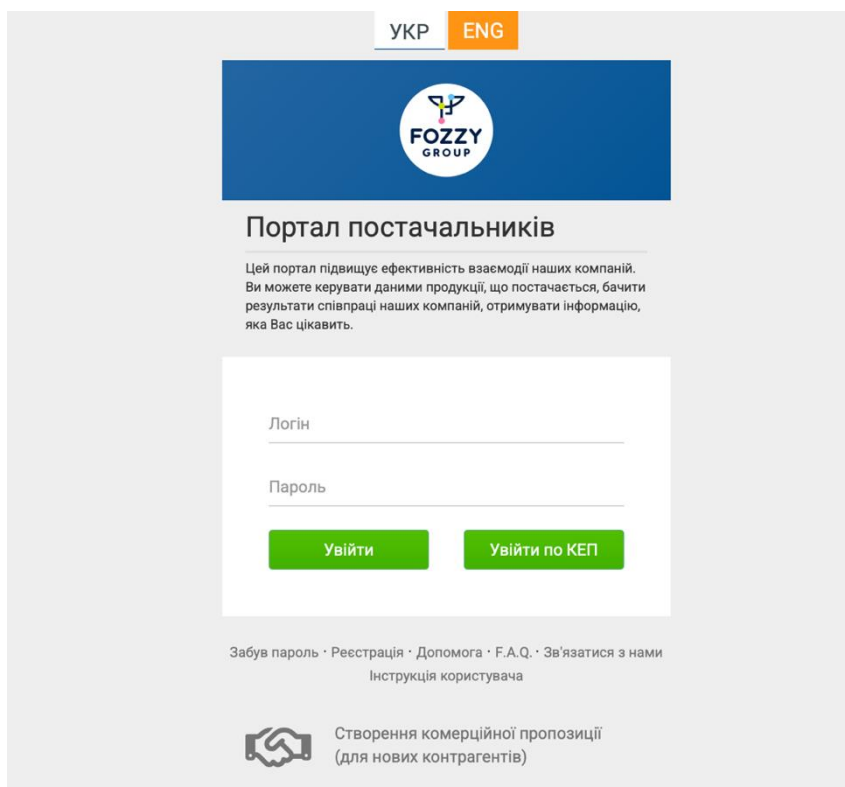 УКР ENG
FOZZY
GROUP
Портал постачальників
Цей портал підвищує ефективність взаємодії наших компаній.
Ви можете керувати даними продукції, що постачається, бачити
результати співпраці наших компаній, отримувати інформацію,
яка Вас цікавить.
Логін
Пароль
Увійти Увійти по КЕП
Забув пароль · Реєстрація · Допомога · F.A.Q. · Зв'язатися з нами
Інструкція користувача
Створення комерційної пропозиції
(для нових контрагентів)